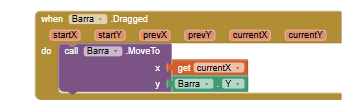 when Barra .Dragged
startX startY prevX prevY currentX currentY
do call Barra .MoveTo
x get currentX
y Barra . Y